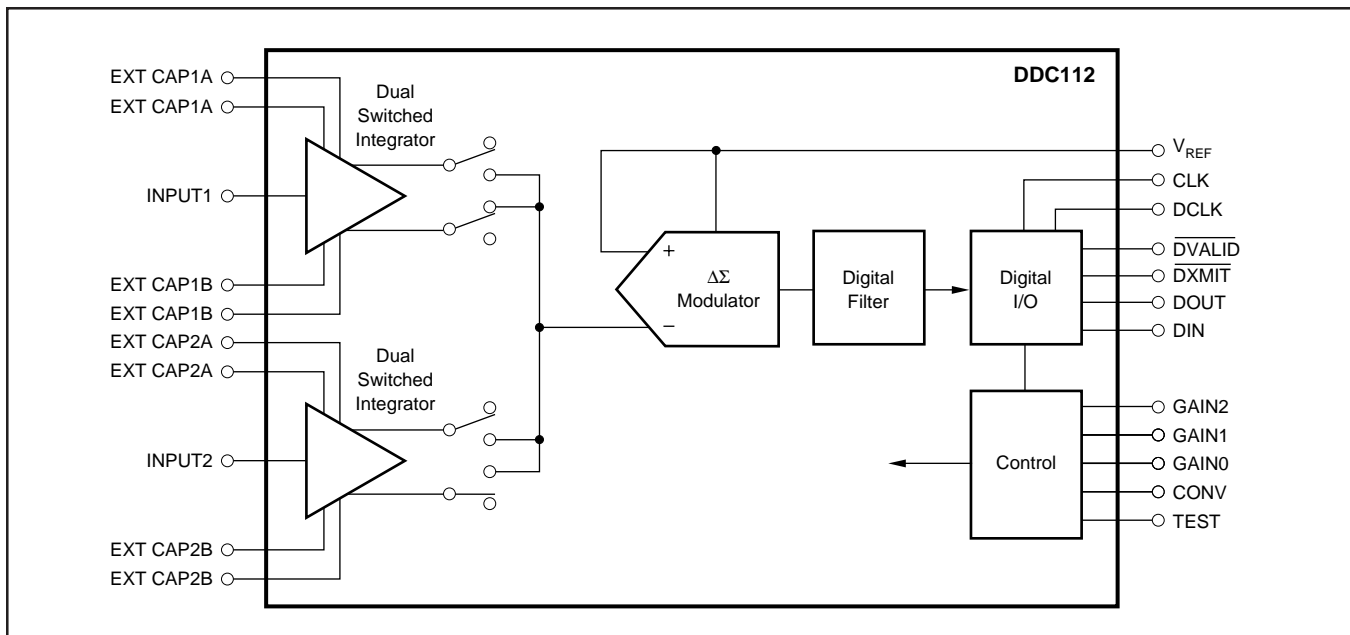 DDC112
EXT CAP1A
EXT CAP1A
Dual
Switched
Integrator
INPUT1
EXT CAP1B
EXT CAP1B
EXT CAP2A
EXT CAP2A
Dual
Switched
Integrator
INPUT2
EXT CAP2B
EXT CAP2B
+
ΔΣ
Modulator
−
Digital
Filter
Digital
I/O
Control
VREF
CLK
DCLK
DVALID
DXMIT
DOUT
DIN
GAIN2
GAIN1
GAIN0
CONV
TEST